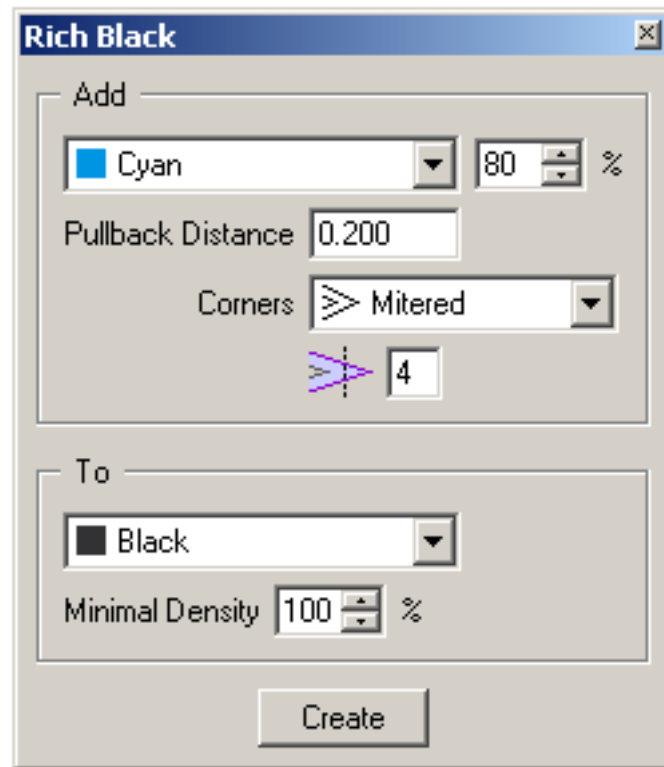 Rich Black
Add
Cyan 80 %
Pullback Distance 0.200
Corners Mitered
4
To
Black
Minimal Density 100 %
Create